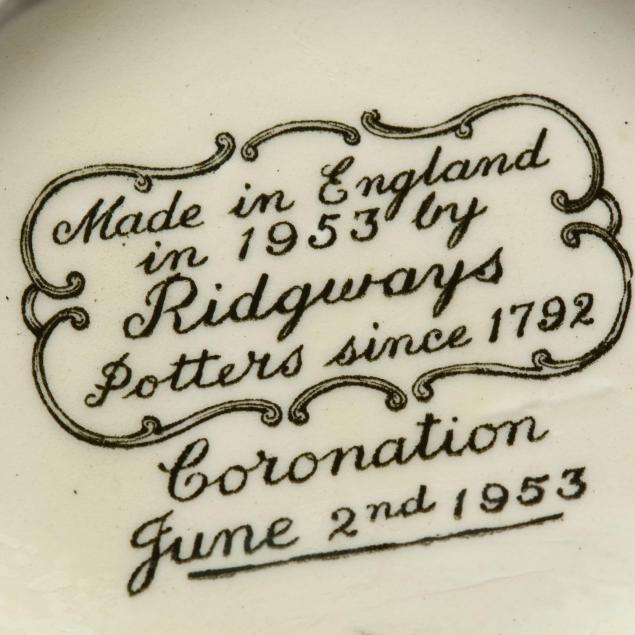 Made in England
in 1953 by
Ridgways
Potters since 1792
Coronation
June 2nd 1953